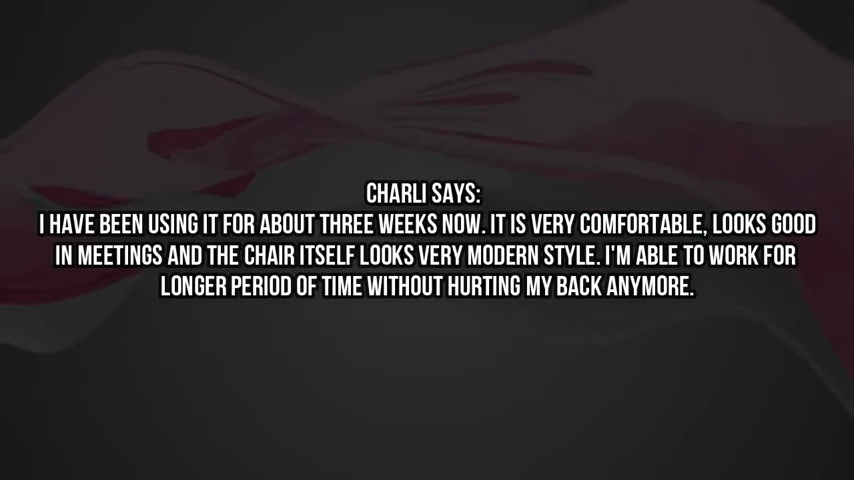 CHARLI SAYS:
I HAVE BEEN USING IT FOR ABOUT THREE WEEKS NOW. IT IS VERY COMFORTABLE, LOOKS GOOD
IN MEETINGS AND THE CHAIR ITSELF LOOKS VERY MODERN STYLE. I'M ABLE TO WORK FOR
LONGER PERIOD OF TIME WITHOUT HURTING MY BACK ANYMORE.